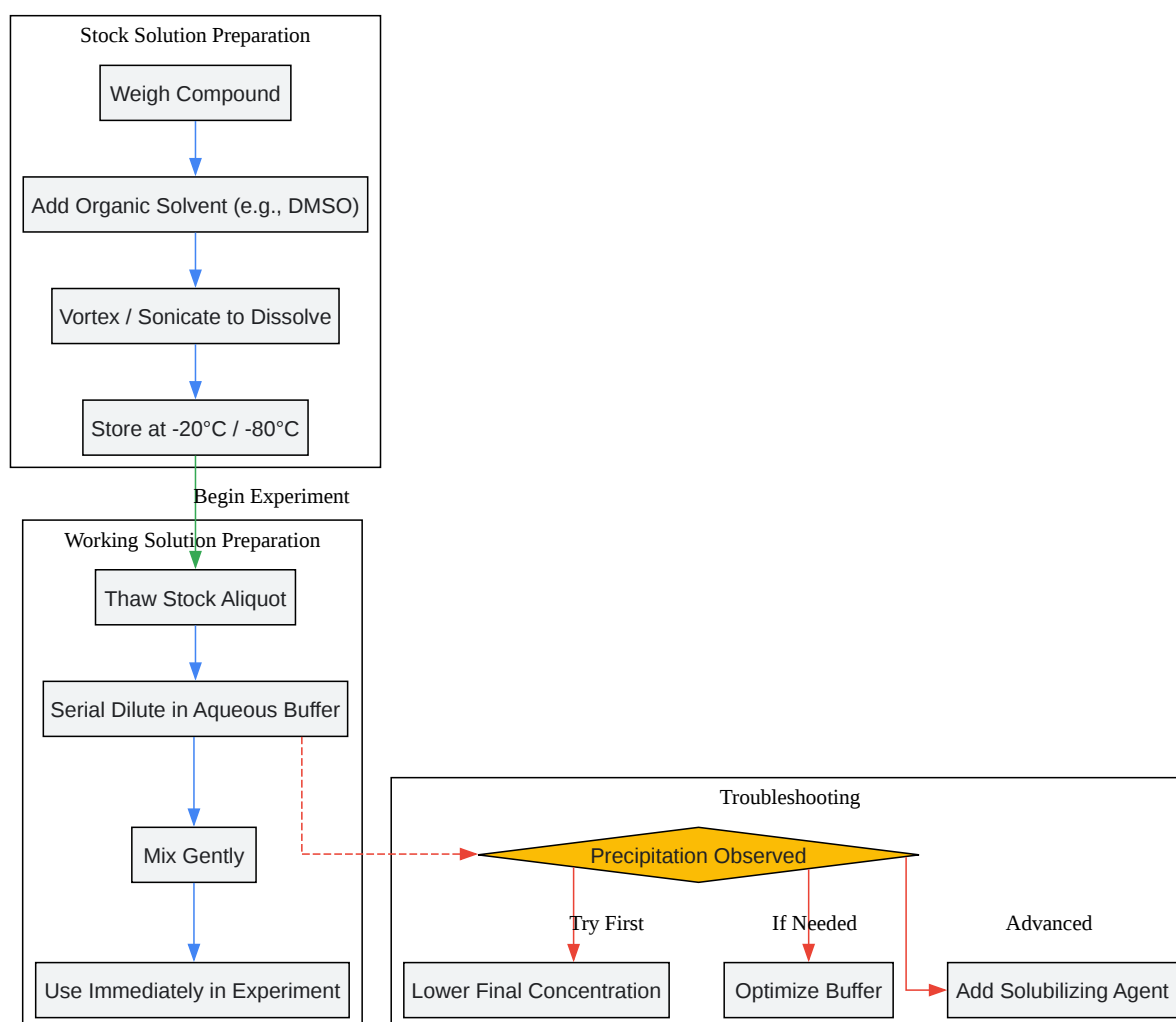 Stock Solution Preparation
Weigh Compound
Add Organic Solvent (e.g., DMSO)
Vortex / Sonicate to Dissolve
Store at -20°C / -80°C
Begin Experiment
Working Solution Preparation
Thaw Stock Aliquot
Serial Dilute in Aqueous Buffer
Mix Gently
Use Immediately in Experiment
Troubleshooting
Precipitation Observed
Try First
If Needed
Advanced
Lower Final Concentration
Optimize Buffer
Add Solubilizing Agent